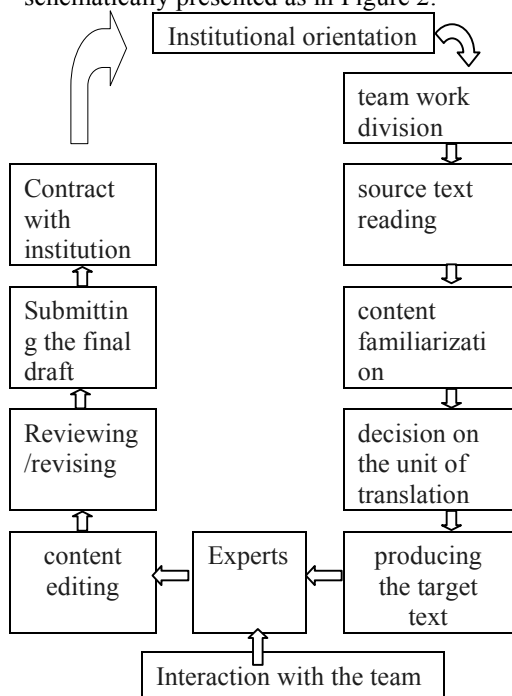 schematically presented as in Figure 2:
Institutional orientation
team work
division
source text
reading
content
familiarizati
on
decision on
the unit of
translation
producing
the target
text
Experts
Interaction with the team
content
editing
Reviewing
/revising
Submittin
g the final
draft
Contract
with
institution